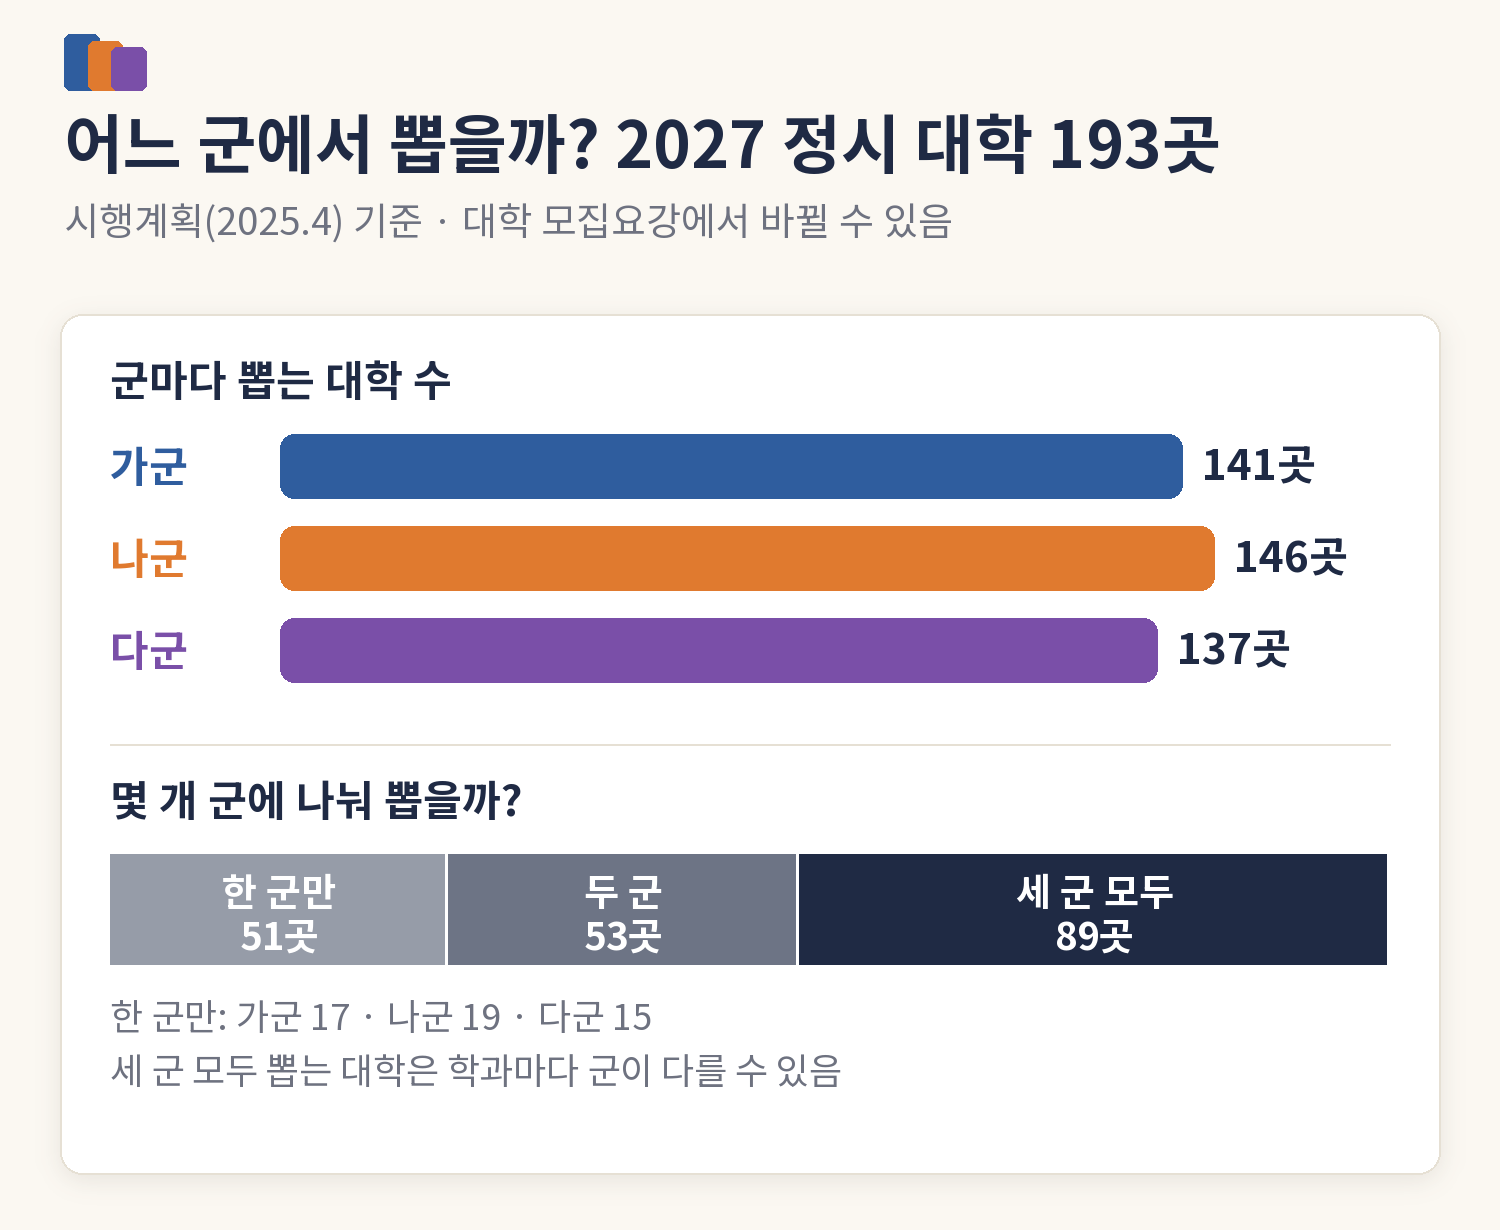 어느 군에서 뽑을까? 2027 정시 대학 193곳
시행계획(2025.4) 기준 · 대학 모집요강에서 바뀔 수 있음
군마다 뽑는 대학 수
가군 141곳
나군 146곳
다군 137곳
몇 개 군에 나눠 뽑을까?
한 군만 두 군 세 군 모두
51곳 53곳 89곳
한 군만: 가군 17 · 나군 19 · 다군 15
세 군 모두 뽑는 대학은 학과마다 군이 다를 수 있음